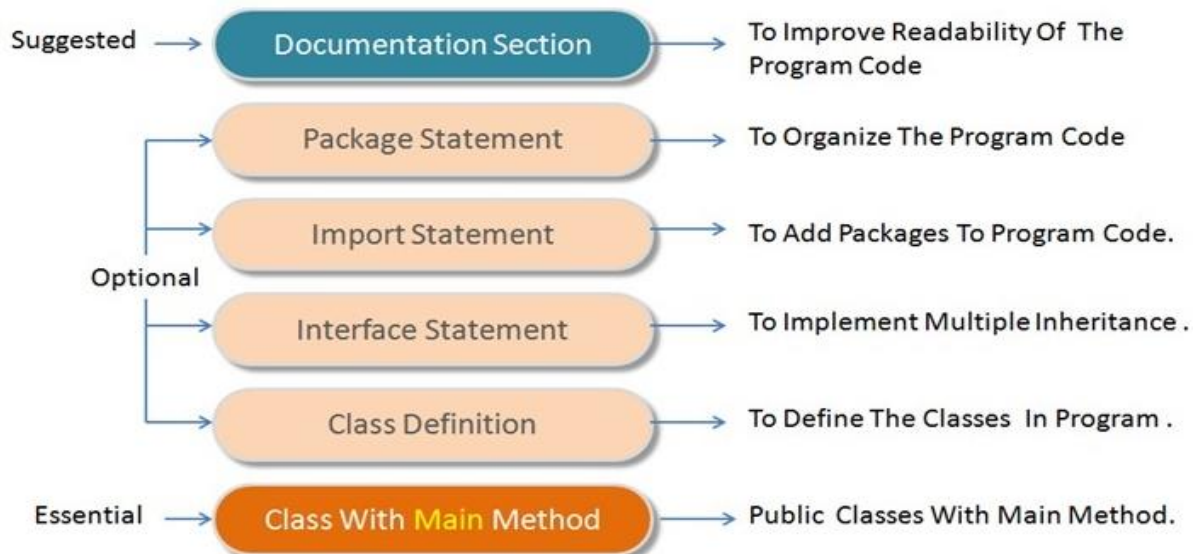 Suggested
Documentation Section
To Improve Readability Of The
Program Code
Package Statement
To Organize The Program Code
Import Statement
To Add Packages To Program Code.
Optional
Interface Statement
To Implement Multiple Inheritance .
Class Definition
To Define The Classes In Program .
Essential
Class With Main Method
Public Classes With Main Method.